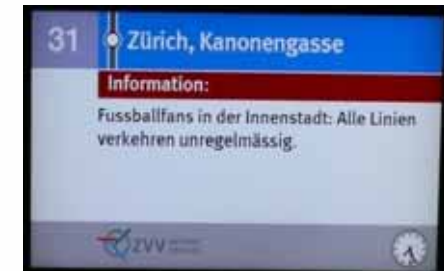 31
Zürich, Kanonengasse
Information:
Fussballfans in der Innenstadt: Alle Linien
verkehren unregelmässig.
ZVV